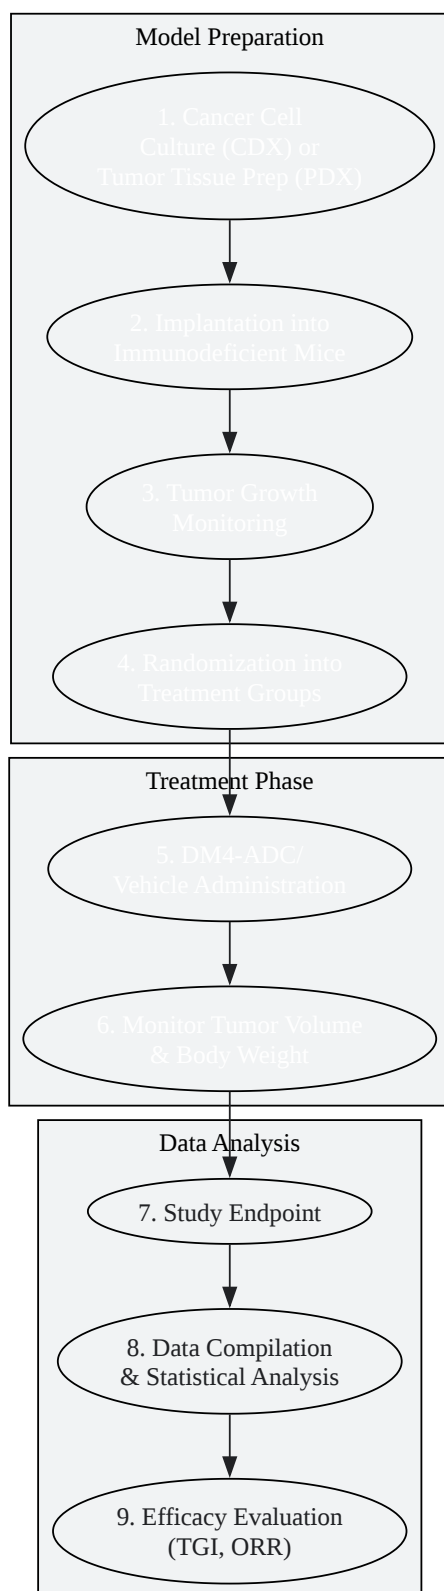 Model Preparation
1. Cancer Cell
Culture (CDX) or
Tumor Tissue Prep (PDX)
2. Implantation into
Immunodeficient Mice
3. Tumor Growth
Monitoring
4. Randomization into
Treatment Groups
Treatment Phase
5. DM4-ADC/
Vehicle Administration
6. Monitor Tumor Volume
& Body Weight
Data Analysis
7. Study Endpoint
8. Data Compilation
& Statistical Analysis
9. Efficacy Evaluation
(TGI, ORR)